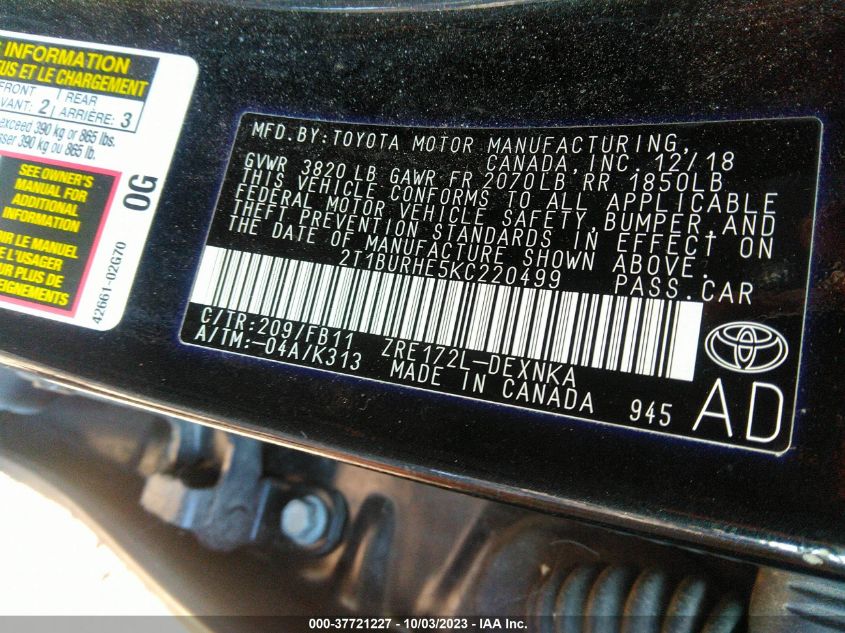 INFORMATION
US ET LE CHARGEMENT
FRONT
AVANT: 2
REAR
ARRIÈRE: 3
exceed 390 kg or 865 lbs.
sser 390 kg ou 865 lb.
SEE OWNER'S
MANUAL FOR
ADDITIONAL
INFORMATION
IR LE MANUEL
E L'USAGER
UR PLUS DE
EIGNEMENTS
0G
42661-02G70
MFD.BY:TOYOTA MOTOR MANUFACTURING,
CANADA,INC. 12/18
GVWR 3820 LB GAWR FR 2070LB RR 1850LB
THIS VEHICLE CONFORMS TO ALL APPLICABLE
FEDERAL MOTOR VEHICLE SAFETY,BUMPER,AND
THEFT PREVENTION STANDARDS IN EFFECT ON
THE DATE OF MANUFACTURE SHOWN ABOVE.
2T1BURHE5KC220499 PASS.CAR
C/TR:209/FB11 ZRE172L-DEXNKA
A/TM:-04A/K313 MADE IN CANADA 945
AD
000-37721227 - 10/03/2023 - IAA Inc.